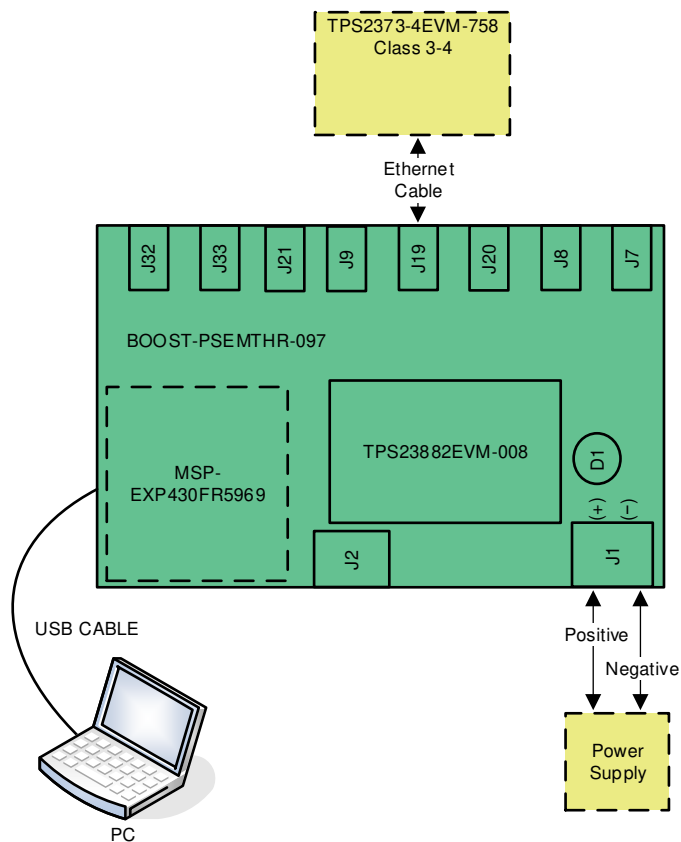 TPS2373-4EVM-758
Class 3-4
Ethernet
Cable
J32
J33
J21
J9
J19
J20
J8
J7
BOOST-PSEMTHR-097
MSP-
EXP430FR5969
TPS23882EVM-008
D1
(+)
(−)
J2
J1
USB CABLE
Positive
Negative
Power
Supply
PC